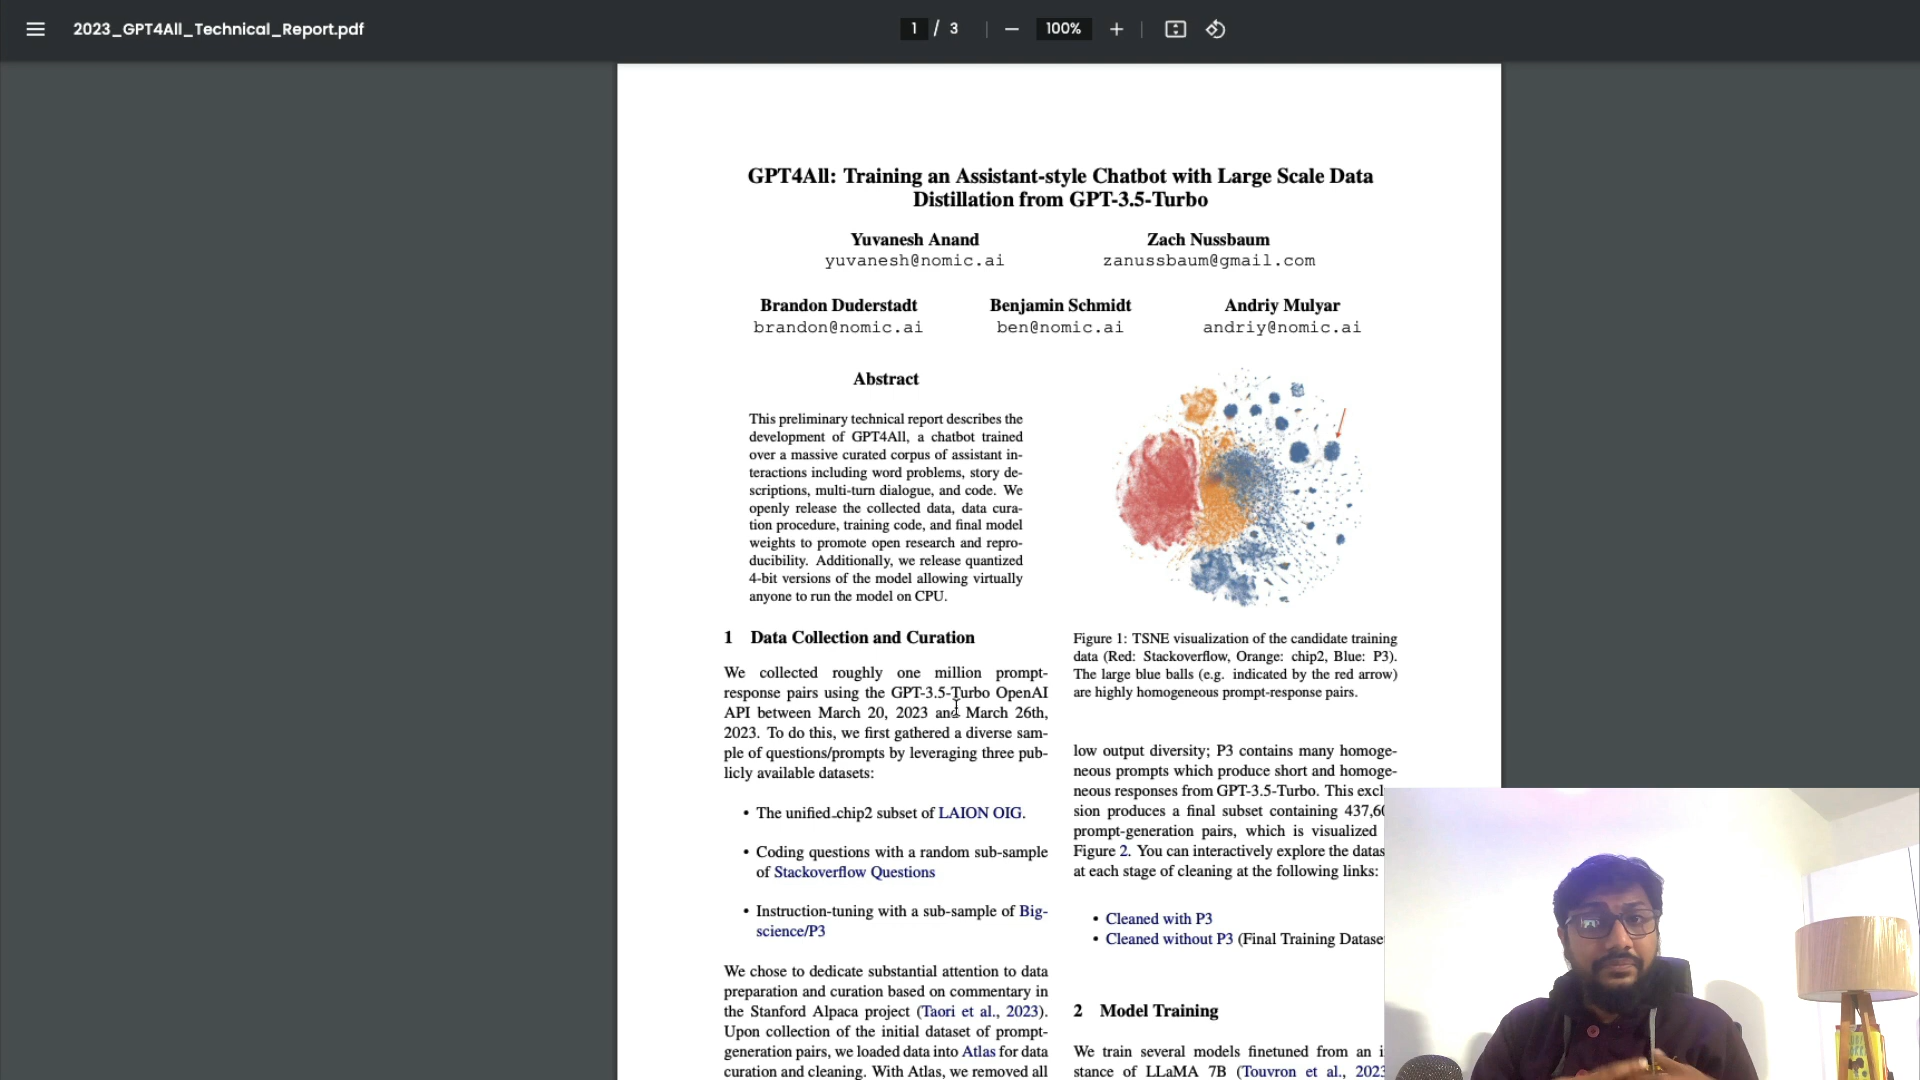 2023_GPT4All_Technical_Report.pdf
1 / 3
100%
GPT4All: Training an Assistant-style Chatbot with Large Scale Data
Distillation from GPT-3.5-Turbo
Yuvanesh Anand
yuvanesh@nomic.ai
Zach Nussbaum
zanussbaum@gmail.com
Brandon Duderstadt
brandon@nomic.ai
Benjamin Schmidt
ben@nomic.ai
Andriy Mulyar
andriy@nomic.ai
Abstract
This preliminary technical report describes the
development of GPT4All, a chatbot trained
over a massive curated corpus of assistant in-
teractions including word problems, story de-
scriptions, multi-turn dialogue, and code. We
openly release the collected data, data cura-
tion procedure, training code, and final model
weights to promote open research and repro-
ducibility. Additionally, we release quantized
4-bit versions of the model allowing virtually
anyone to run the model on CPU.
1 Data Collection and Curation
We collected roughly one million prompt-
response pairs using the GPT-3.5-Turbo OpenAI
API between March 20, 2023 and March 26th,
2023. To do this, we first gathered a diverse sam-
ple of questions/prompts by leveraging three pub-
licly available datasets:
• The unified_chip2 subset of LAION OIG.
• Coding questions with a random sub-sample
of Stackoverflow Questions
• Instruction-tuning with a sub-sample of Big-
science/P3
We chose to dedicate substantial attention to data
preparation and curation based on commentary in
the Stanford Alpaca project (Taori et al., 2023).
Upon collection of the initial dataset of prompt-
generation pairs, we loaded data into Atlas for data
curation and cleaning. With Atlas, we removed all
Figure 1: TSNE visualization of the candidate training
data (Red: Stackoverflow, Orange: chip2, Blue: P3).
The large blue balls (e.g. indicated by the red arrow)
are highly homogeneous prompt-response pairs.
low output diversity; P3 contains many homoge-
neous prompts which produce short and homoge-
neous responses from GPT-3.5-Turbo. This exclu
sion produces a final subset containing 437,60
prompt-generation pairs, which is visualized
Figure 2. You can interactively explore the datas
at each stage of cleaning at the following links:
• Cleaned with P3
• Cleaned without P3 (Final Training Datase
2 Model Training
We train several models finetuned from an i
stance of LLaMA 7B (Touvron et al., 2023